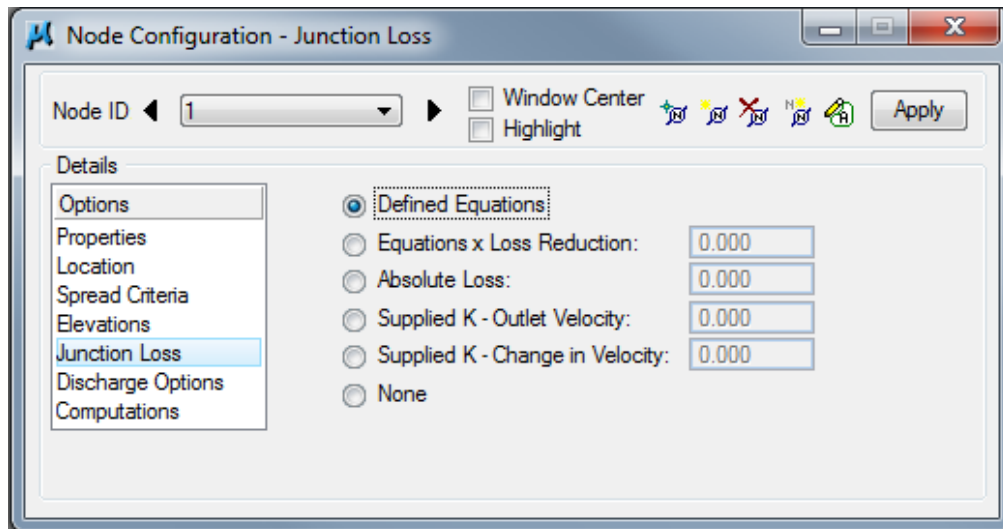 Node Configuration - Junction Loss
Node ID 1 Window Center Apply
Highlight
Details
Options
Properties
Location
Spread Criteria
Elevations
Junction Loss
Discharge Options
Computations
Defined Equations
Equations x Loss Reduction: 0.000
Absolute Loss: 0.000
Supplied K - Outlet Velocity: 0.000
Supplied K - Change in Velocity: 0.000
None